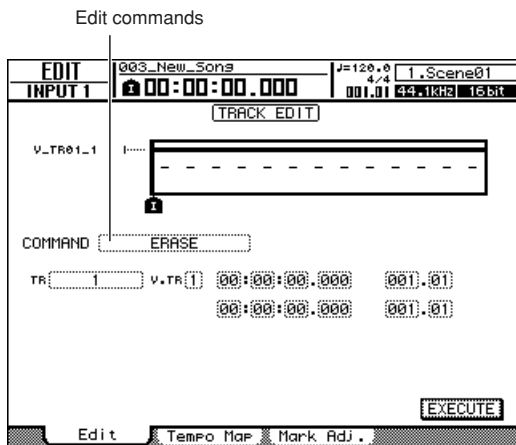 Edit commands
EDIT
INPUT 1
003_New_Song
00:00:00.000
♩=120.0
4/4
001.01
1.Scene01
44.1kHz 16bit
TRACK EDIT
V_TR01_1
I
- - - - - - - - - - - - -
I
COMMAND ERASE
TR 1 V.TR 1 00:00:00.000 001.01
00:00:00.000 001.01
EXECUTE
Edit Tempo Map Mark Adj.